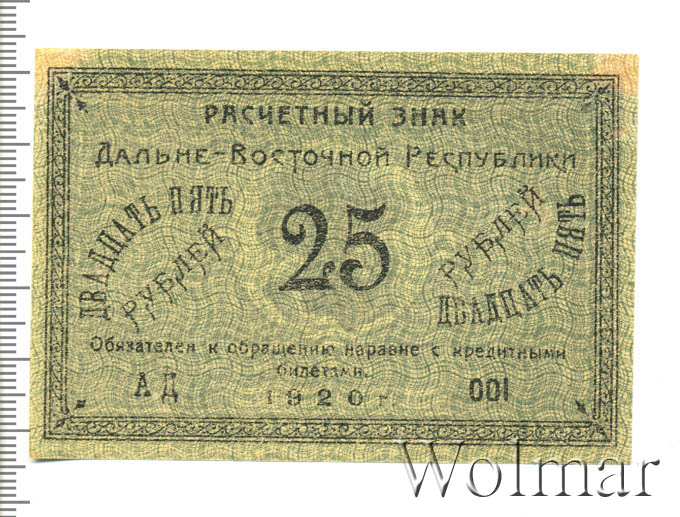 РАСЧЕТНЫЙ ЗНАК
ДАЛЬНЕ-ВОСТОЧНОЙ РЕСПУБЛИКИ
ДВАДЦАТЬ ПЯТЬ
РУБЛЕЙ
25
РУБЛЕЙ
ДВАДЦАТЬ ПЯТЬ
Обязателен к обращению наравне с кредитными
билетами.
АД
1920 г.
001
Wolmar